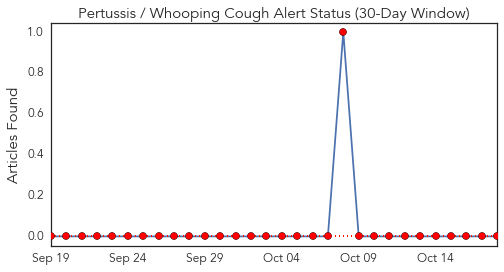 Pertussis / Whooping Cough Alert Status (30-Day Window)
Articles Found
1.0
0.8
0.6
0.4
0.2
0.0
Sep 19 Sep 24 Sep 29 Oct 04 Oct 09 Oct 14